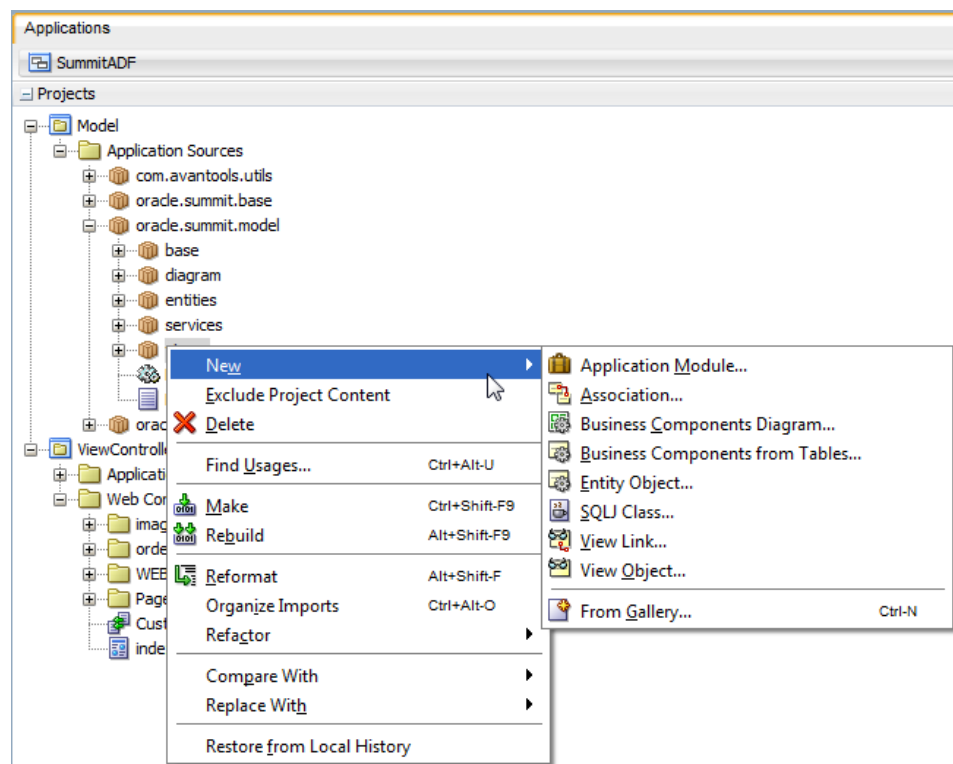 Applications
SummitADF
Projects
Model
Application Sources
com.avantools.utils
oracle.summit.base
oracle.summit.model
base
diagram
entities
services
New
Exclude Project Content
Delete
Find Usages... Ctrl+Alt-U
Make Ctrl+Shift-F9
Rebuild Alt+Shift-F9
Reformat Alt+Shift-F
Organize Imports Ctrl+Alt-O
Refactor
Compare With
Replace With
Restore from Local History
Application Module...
Association...
Business Components Diagram...
Business Components from Tables...
Entity Object...
SQLJ Class...
View Link...
View Object...
From Gallery... Ctrl-N
orac
ViewControlle
Applicati
Web Con
imag
orde
WEB
Page
Cust
inde